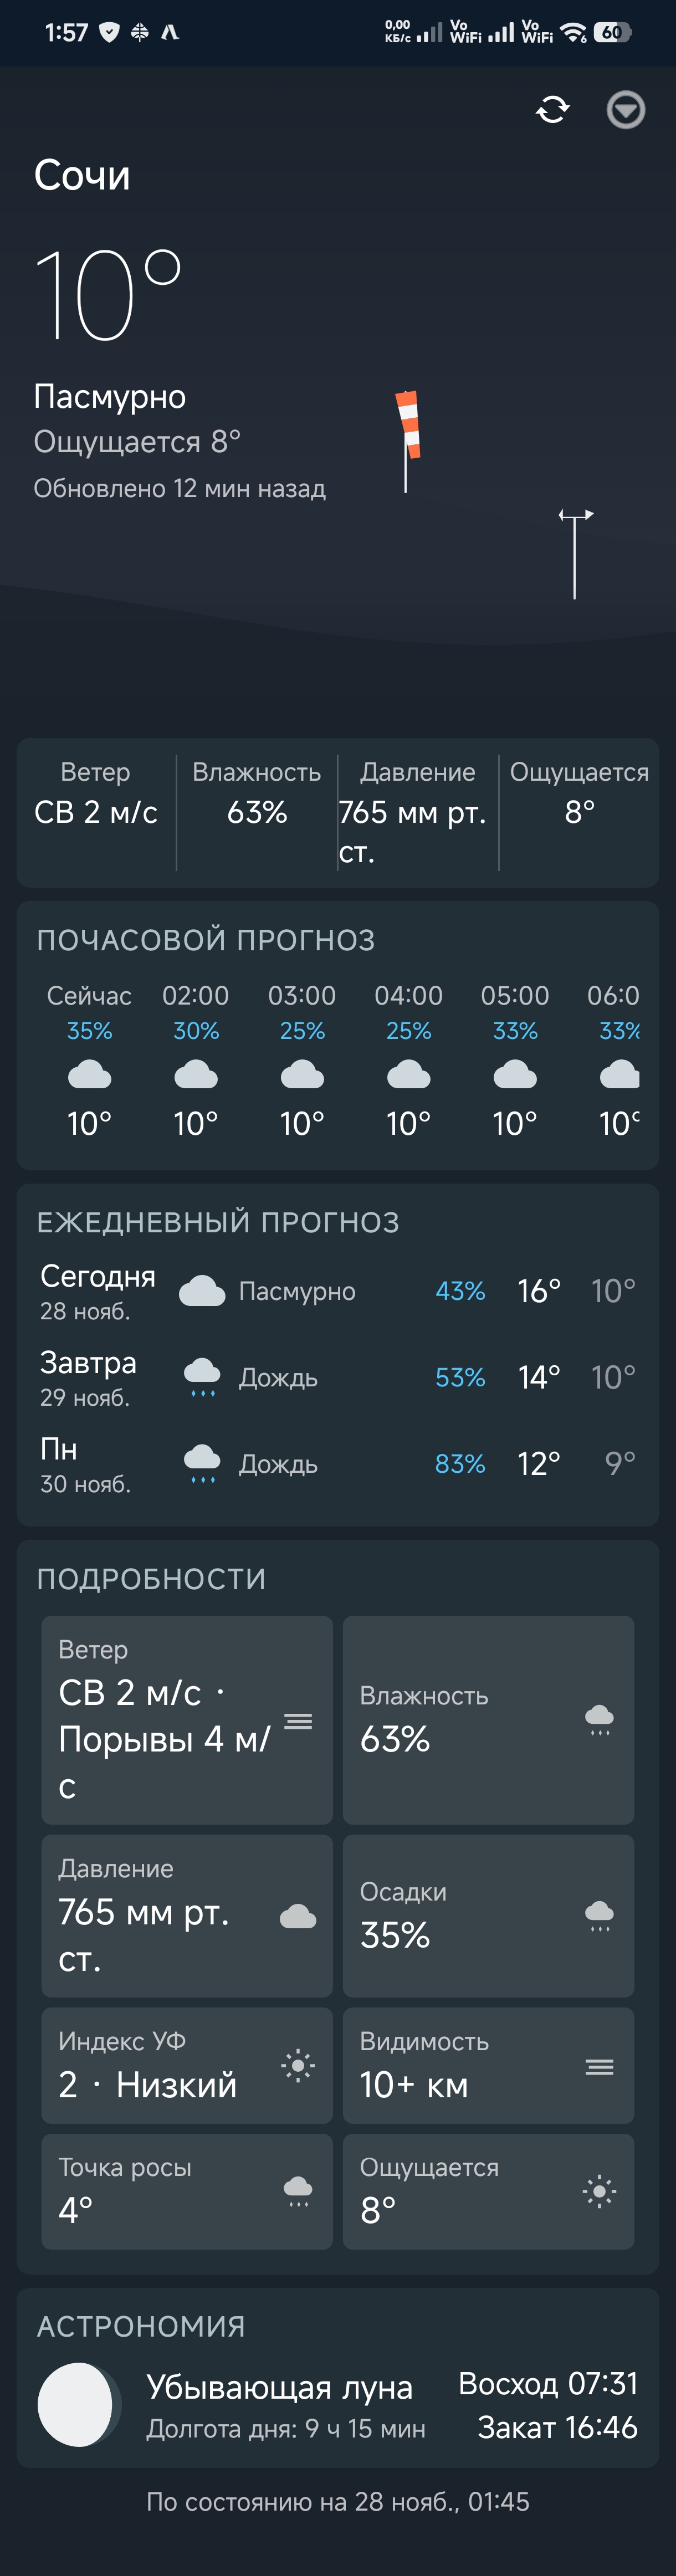 1:57
0,00
КБ/с
Vo
WiFi
Vo
WiFi
6
60
Сочи
10°
Пасмурно
Ощущается 8°
Обновлено 12 мин назад
Ветер
СВ 2 м/с
Влажность
63%
Давление
765 мм рт.
ст.
Ощущается
8°
ПОЧАСОВОЙ ПРОГНОЗ
Сейчас 02:00 03:00 04:00 05:00 06:0
35% 30% 25% 25% 33% 33%
10° 10° 10° 10° 10° 10°
ЕЖЕДНЕВНЫЙ ПРОГНОЗ
Сегодня
28 нояб.
Пасмурно 43% 16° 10°
Завтра
29 нояб.
Дождь 53% 14° 10°
Пн
30 нояб.
Дождь 83% 12° 9°
ПОДРОБНОСТИ
Ветер
СВ 2 м/с ·
Порывы 4 м/
с
Влажность
63%
Давление
765 мм рт.
ст.
Осадки
35%
Индекс УФ
2 · Низкий
Видимость
10+ км
Точка росы
4°
Ощущается
8°
АСТРОНОМИЯ
Убывающая луна
Долгота дня: 9 ч 15 мин
Восход 07:31
Закат 16:46
По состоянию на 28 нояб., 01:45